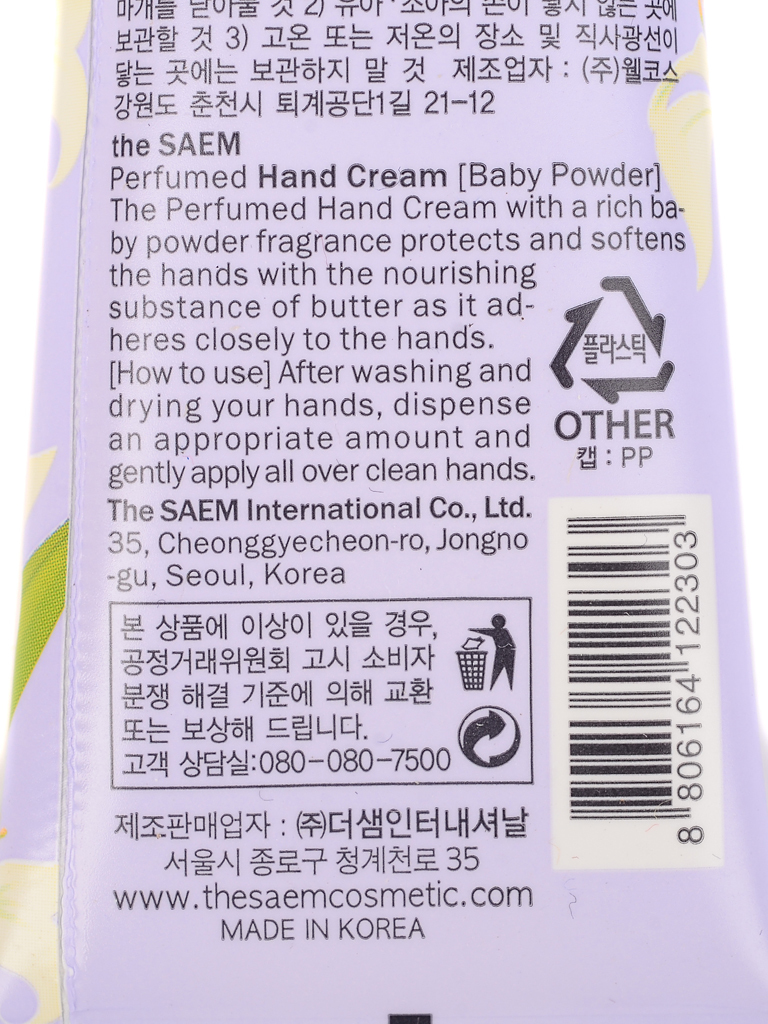 마개를 닫아둘 것 2) 유아·소아의 손이 닿지 않는 곳에
보관할 것 3) 고온 또는 저온의 장소 및 직사광선이
닿는 곳에는 보관하지 말 것 제조업자 : (주)웰코스
강원도 춘천시 퇴계공단1길 21-12
the SAEM
Perfumed Hand Cream [Baby Powder]
The Perfumed Hand Cream with a rich ba-
by powder fragrance protects and softens
the hands with the nourishing
substance of butter as it ad-
heres closely to the hands.
[How to use] After washing and
drying your hands, dispense
an appropriate amount and
gently apply all over clean hands.
플라스틱
OTHER
캡 : PP
The SAEM International Co., Ltd.
35, Cheonggyecheon-ro, Jongno
-gu, Seoul, Korea
본 상품에 이상이 있을 경우,
공정거래위원회 고시 소비자
분쟁 해결 기준에 의해 교환
또는 보상해 드립니다.
고객 상담실:080-080-7500
8 806164 122303
제조판매업자 : ㈜더샘인터내셔날
서울시 종로구 청계천로 35
www.thesaemcosmetic.com
MADE IN KOREA